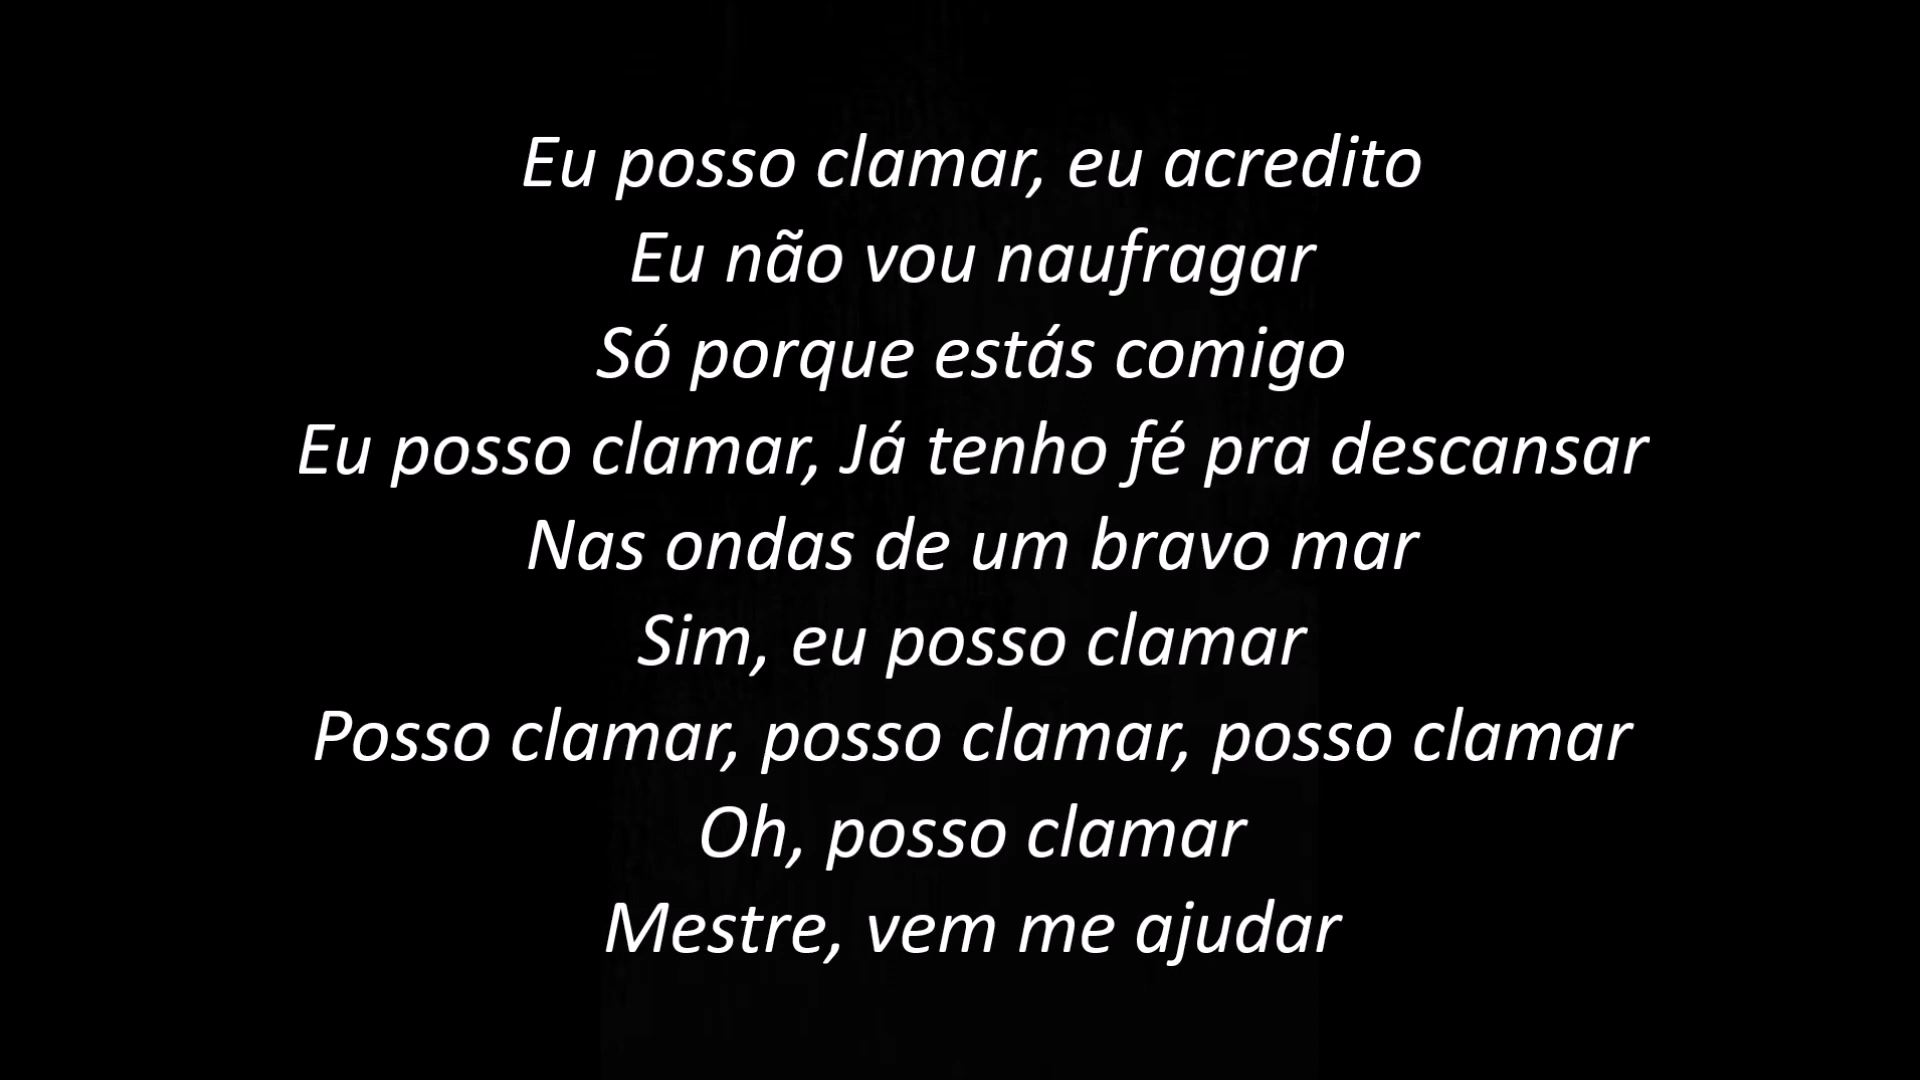 Eu posso clamar, eu acredito
Eu não vou naufragar
Só porque estás comigo
Eu posso clamar, Já tenho fé pra descansar
Nas ondas de um bravo mar
Sim, eu posso clamar
Posso clamar, posso clamar, posso clamar
Oh, posso clamar
Mestre, vem me ajudar